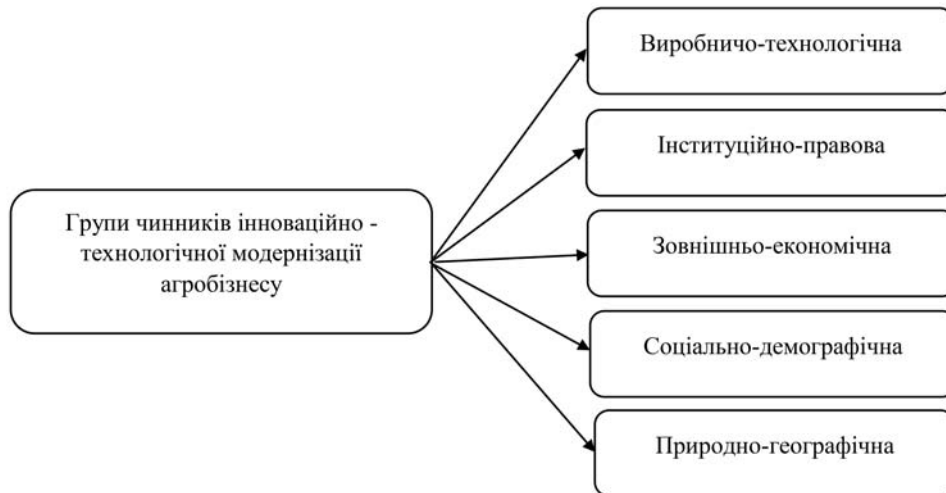 Групи чинників інноваційно -
технологічної модернізації
агробізнесу
Виробничо-технологічна
Інституційно-правова
Зовнішньо-економічна
Соціально-демографічна
Природно-географічна